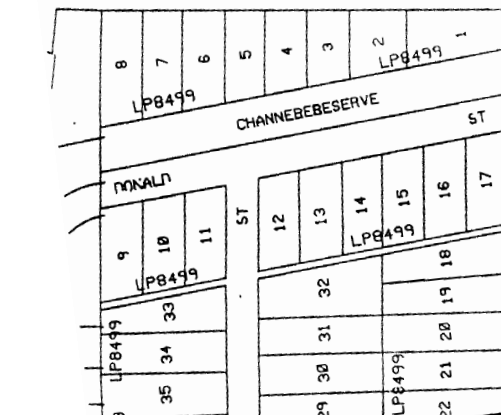 8 7 6 5 4 3 2 1
LP8499 LP8499
CHANNEBEBESERVE
ST
DONALD
ST
9 10 11 12 13 14 15 16 17
LP8499 LP8499
33 32 18
19
34 31 20
LP8499 LP8499
35 30 21
29 22